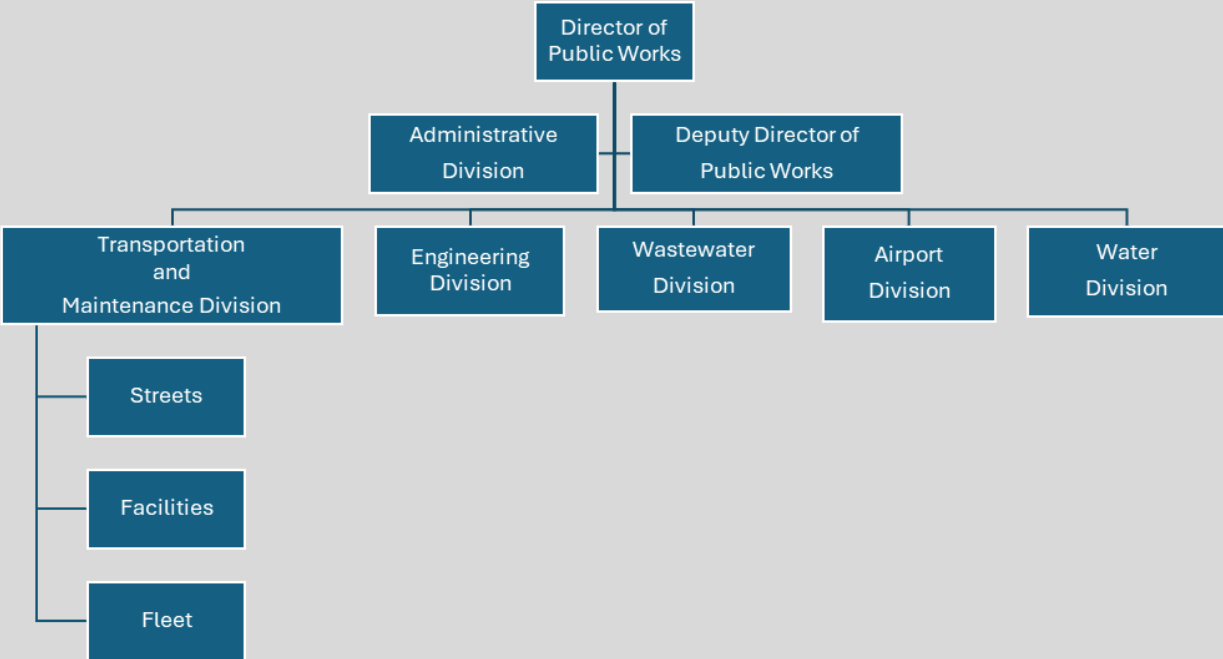 Director of
Public Works
Administrative
Division
Deputy Director of
Public Works
Transportation
and
Maintenance Division
Engineering
Division
Wastewater
Division
Airport
Division
Water
Division
Streets
Facilities
Fleet